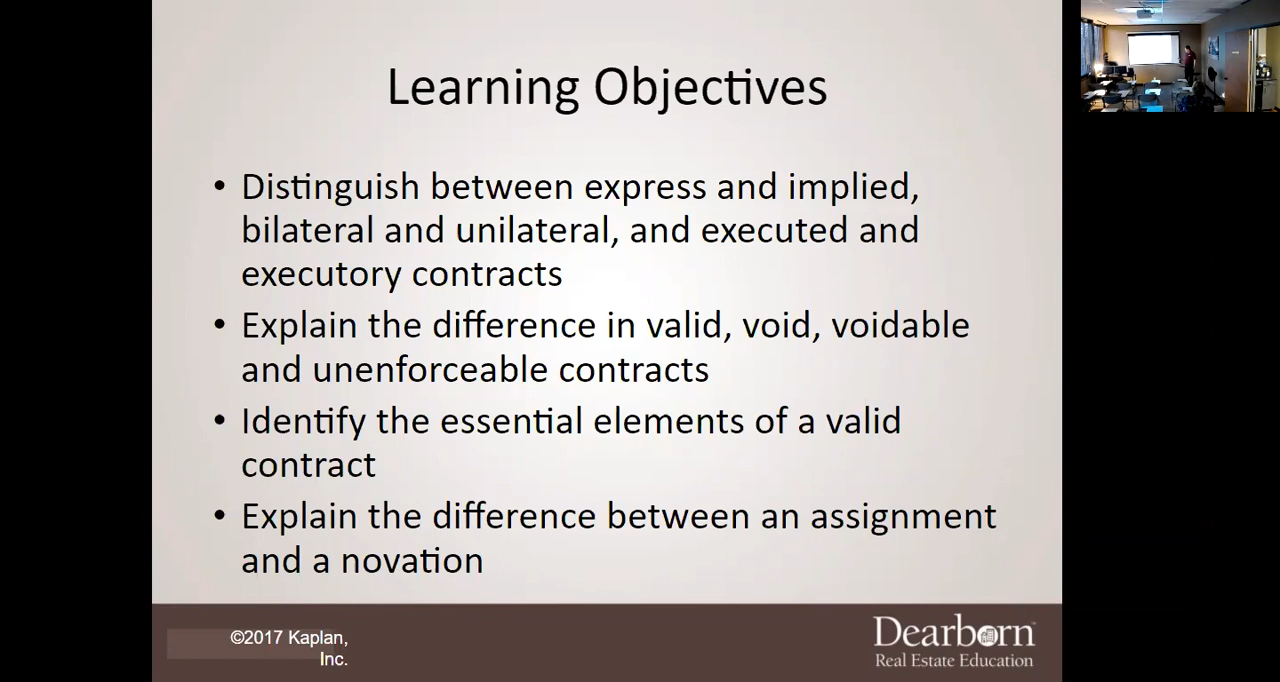 Learning Objectives
• Distinguish between express and implied,
bilateral and unilateral, and executed and
executory contracts
• Explain the difference in valid, void, voidable
and unenforceable contracts
• Identify the essential elements of a valid
contract
• Explain the difference between an assignment
and a novation
©2017 Kaplan,
Inc.
Dearborn™
Real Estate Education